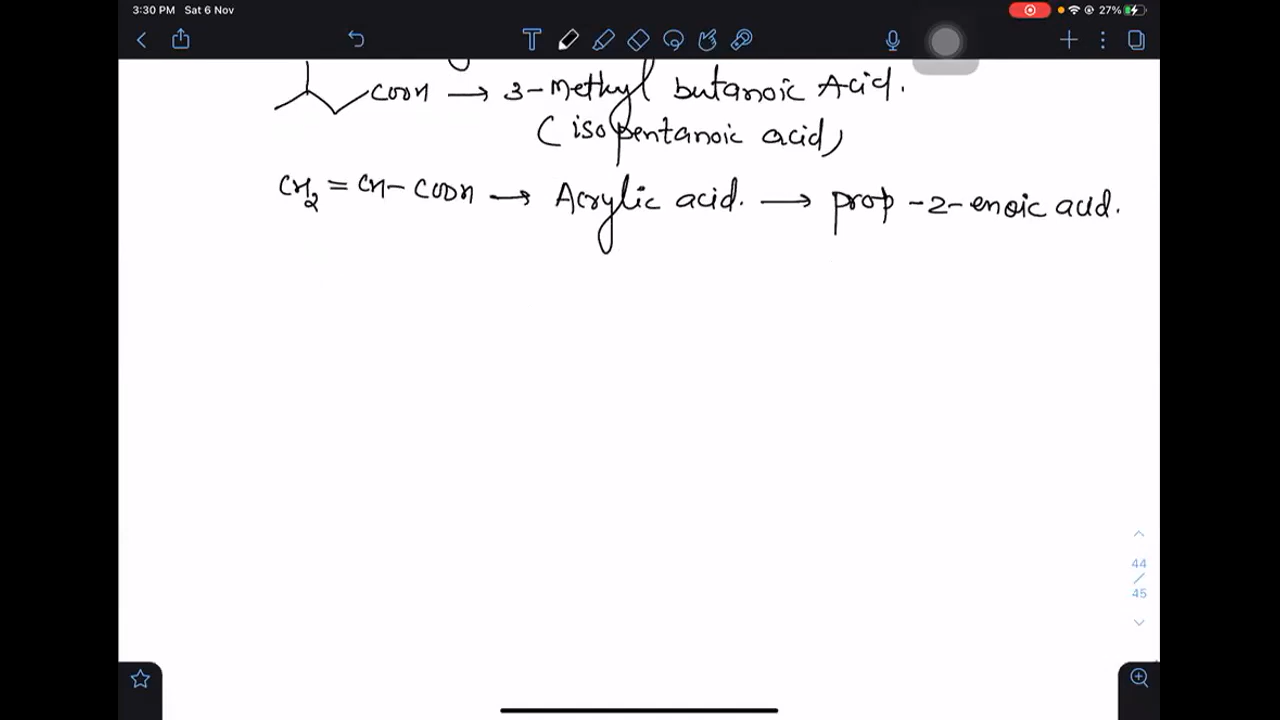 3:30 PM Sat 6 Nov 27%
T
COOH → 3-Methyl butanoic Acid.
(isopentanoic acid)
CH2 = CH - COOH → Acrylic acid. → prop-2-enoic acid.
44
/
45